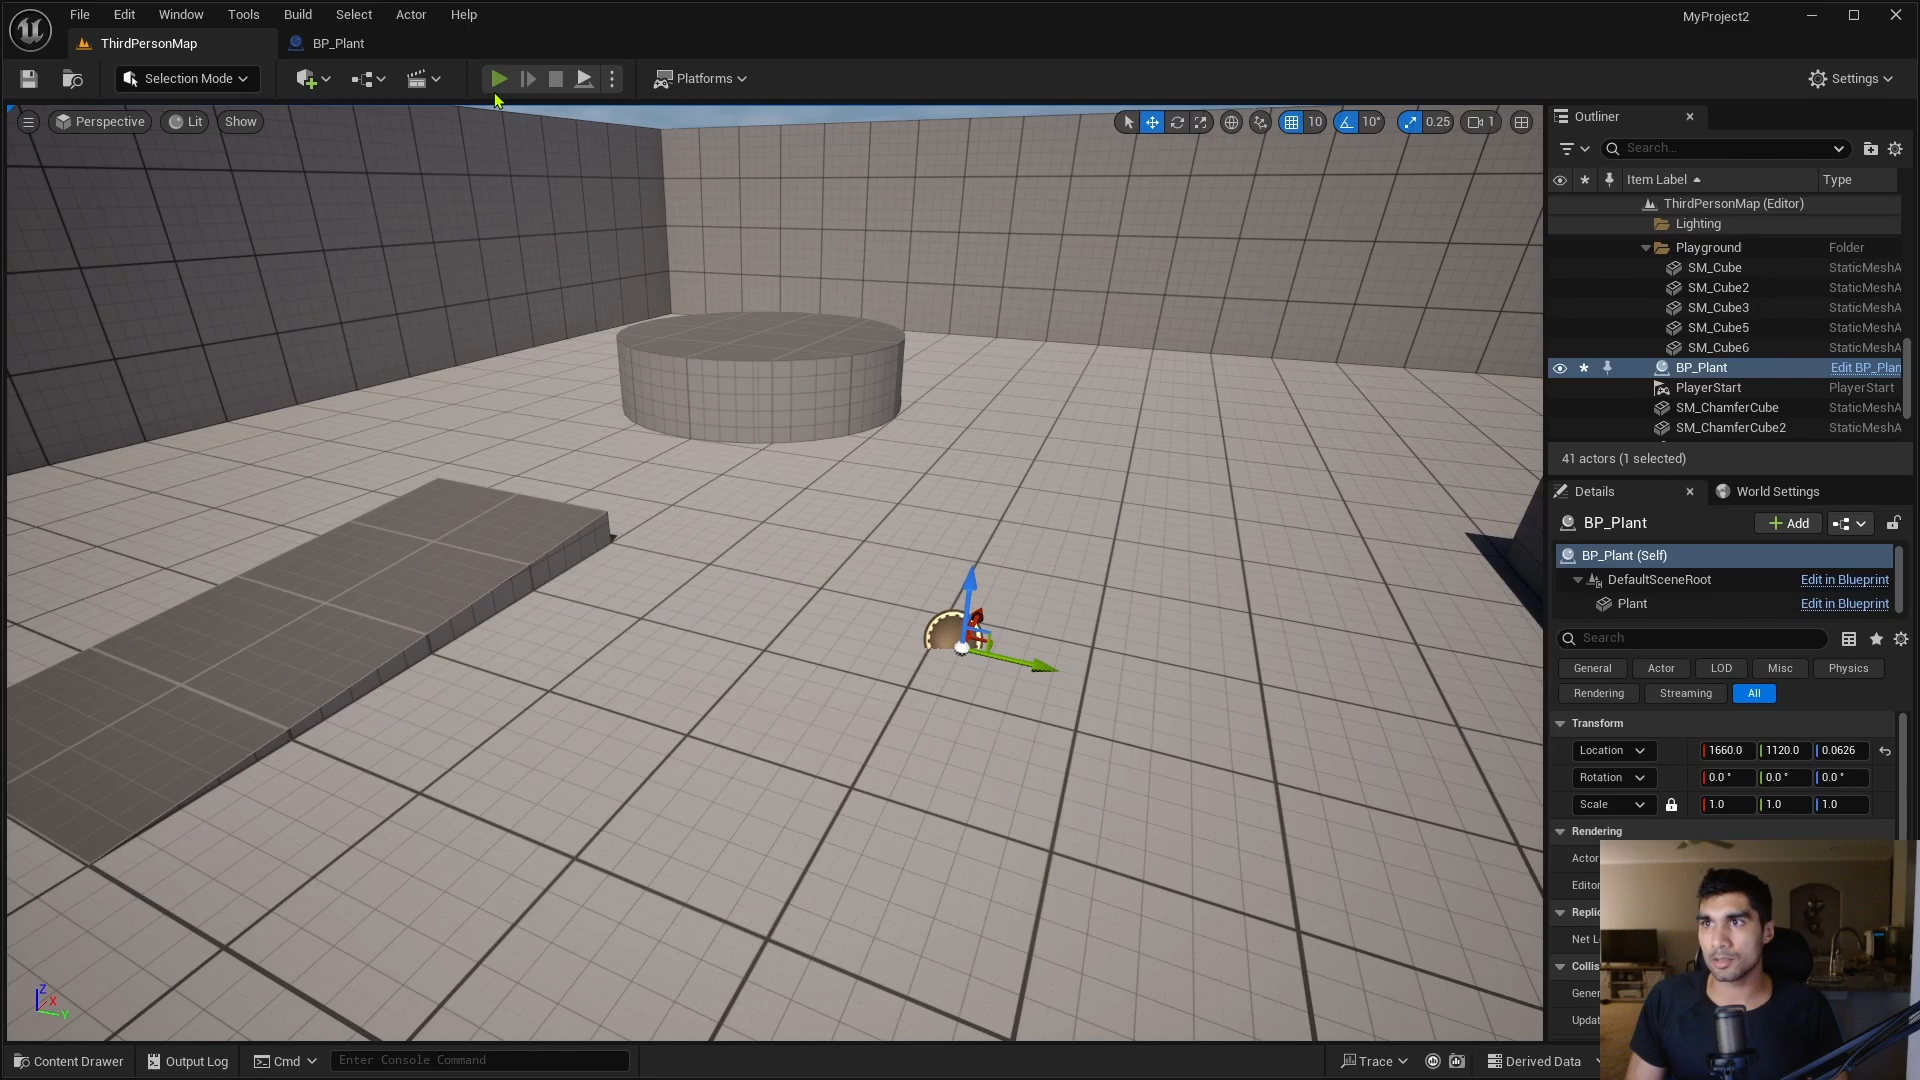 File Edit Window Tools Build Select Actor Help
MyProject2
ThirdPersonMap
BP_Plant
Selection Mode
Platforms
Settings
Perspective
Lit
Show
10
10°
0.25
1
Outliner
Search...
Item Label
Type
ThirdPersonMap (Editor)
Lighting
Playground Folder
SM_Cube StaticMeshA
SM_Cube2 StaticMeshA
SM_Cube3 StaticMeshA
SM_Cube5 StaticMeshA
SM_Cube6 StaticMeshA
BP_Plant Edit BP_Plan
PlayerStart PlayerStart
SM_ChamferCube StaticMeshA
SM_ChamferCube2 StaticMeshA
41 actors (1 selected)
Details
World Settings
BP_Plant
Add
BP_Plant (Self)
DefaultSceneRoot Edit in Blueprint
Plant Edit in Blueprint
Search
General Actor LOD Misc Physics
Rendering Streaming All
Transform
Location 1660.0 1120.0 0.0626
Rotation 0.0° 0.0° 0.0°
Scale 1.0 1.0 1.0
Rendering
Actor
Editor
Replic
Net L
Collis
Gener
Updat
Z
X
Y
Content Drawer
Output Log
Cmd
Enter Console Command
Trace
Derived Data